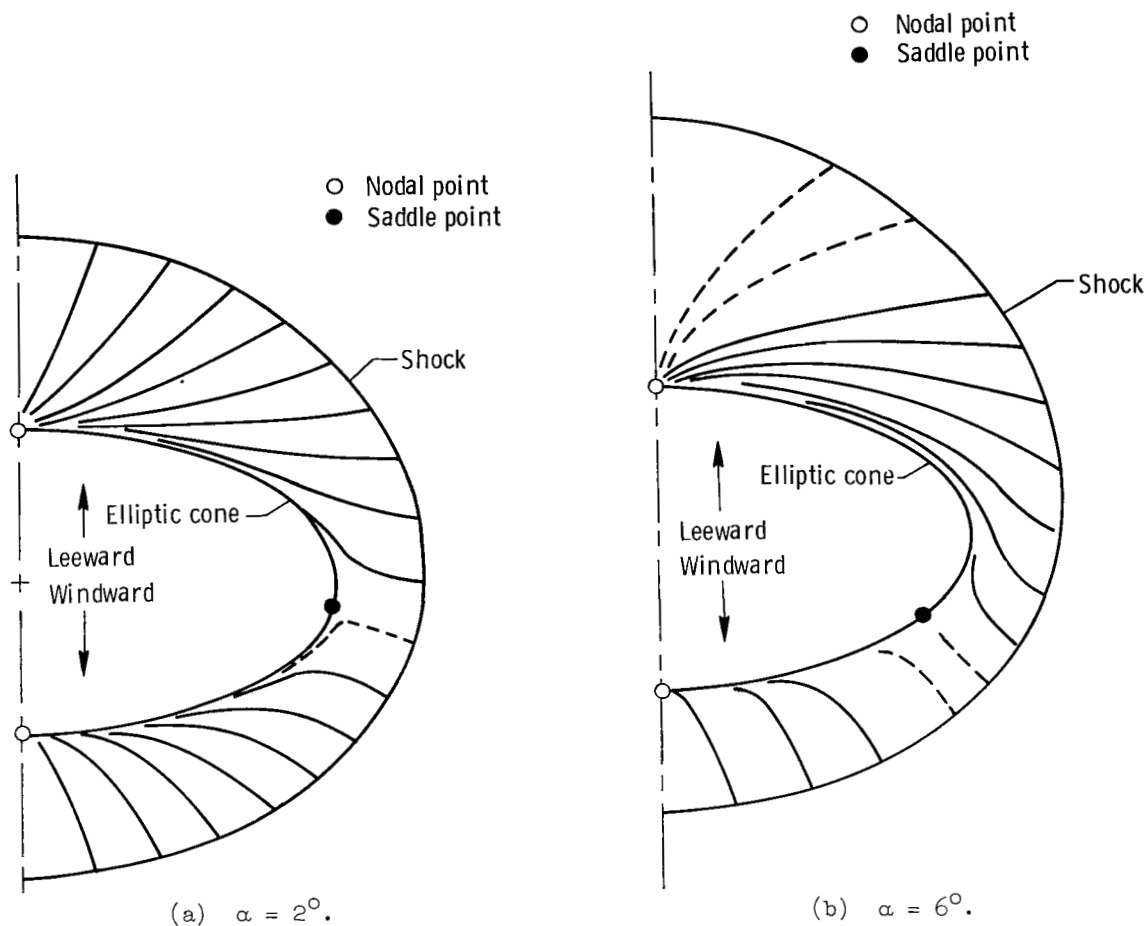 Nodal point
Saddle point
Shock
Elliptic cone
Leeward
Windward
(a) α = 2°.
Nodal point
Saddle point
Shock
Elliptic cone
Leeward
Windward
(b) α = 6°.